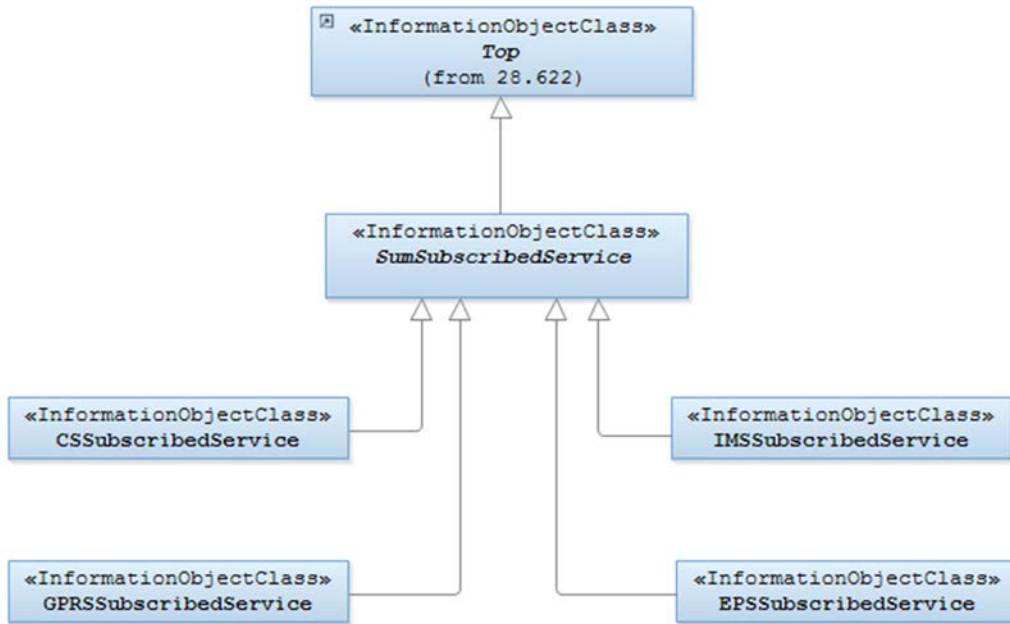 «InformationObjectClass»
Top
(from 28.622)
«InformationObjectClass»
SumSubscribedService
«InformationObjectClass»
CSSubscribedService
«InformationObjectClass»
IMSSubscribedService
«InformationObjectClass»
GPRSSubscribedService
«InformationObjectClass»
EPSSubscribedService